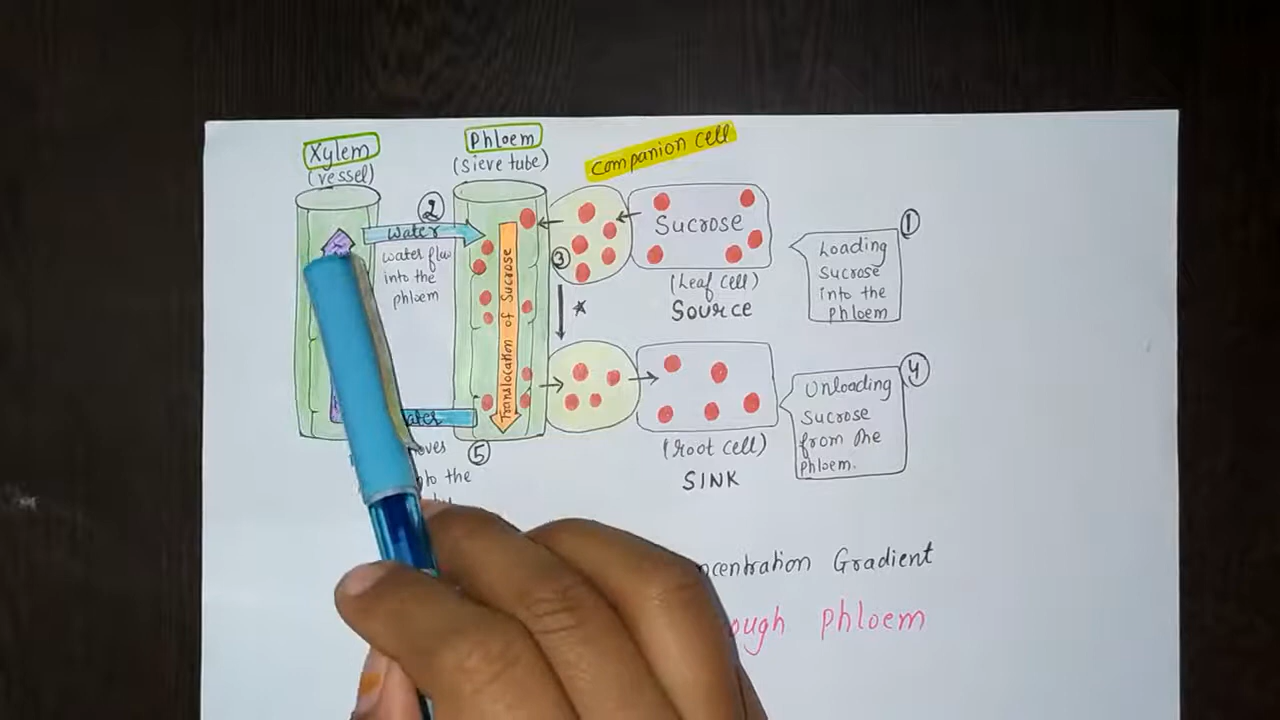 Xylem
(vessel)
Phloem
(sieve tube)
Companion cell
2
water
water flw
into the
phloem
3
Translocation of Sucrose
Sucrose
(Leaf cell)
SOURCE
1
Loading
Sucrose
into the
Phloem
4
Unloading
Sucrose
from the
Phloem.
(root cell)
SINK
5
the
Gradient
Phloem